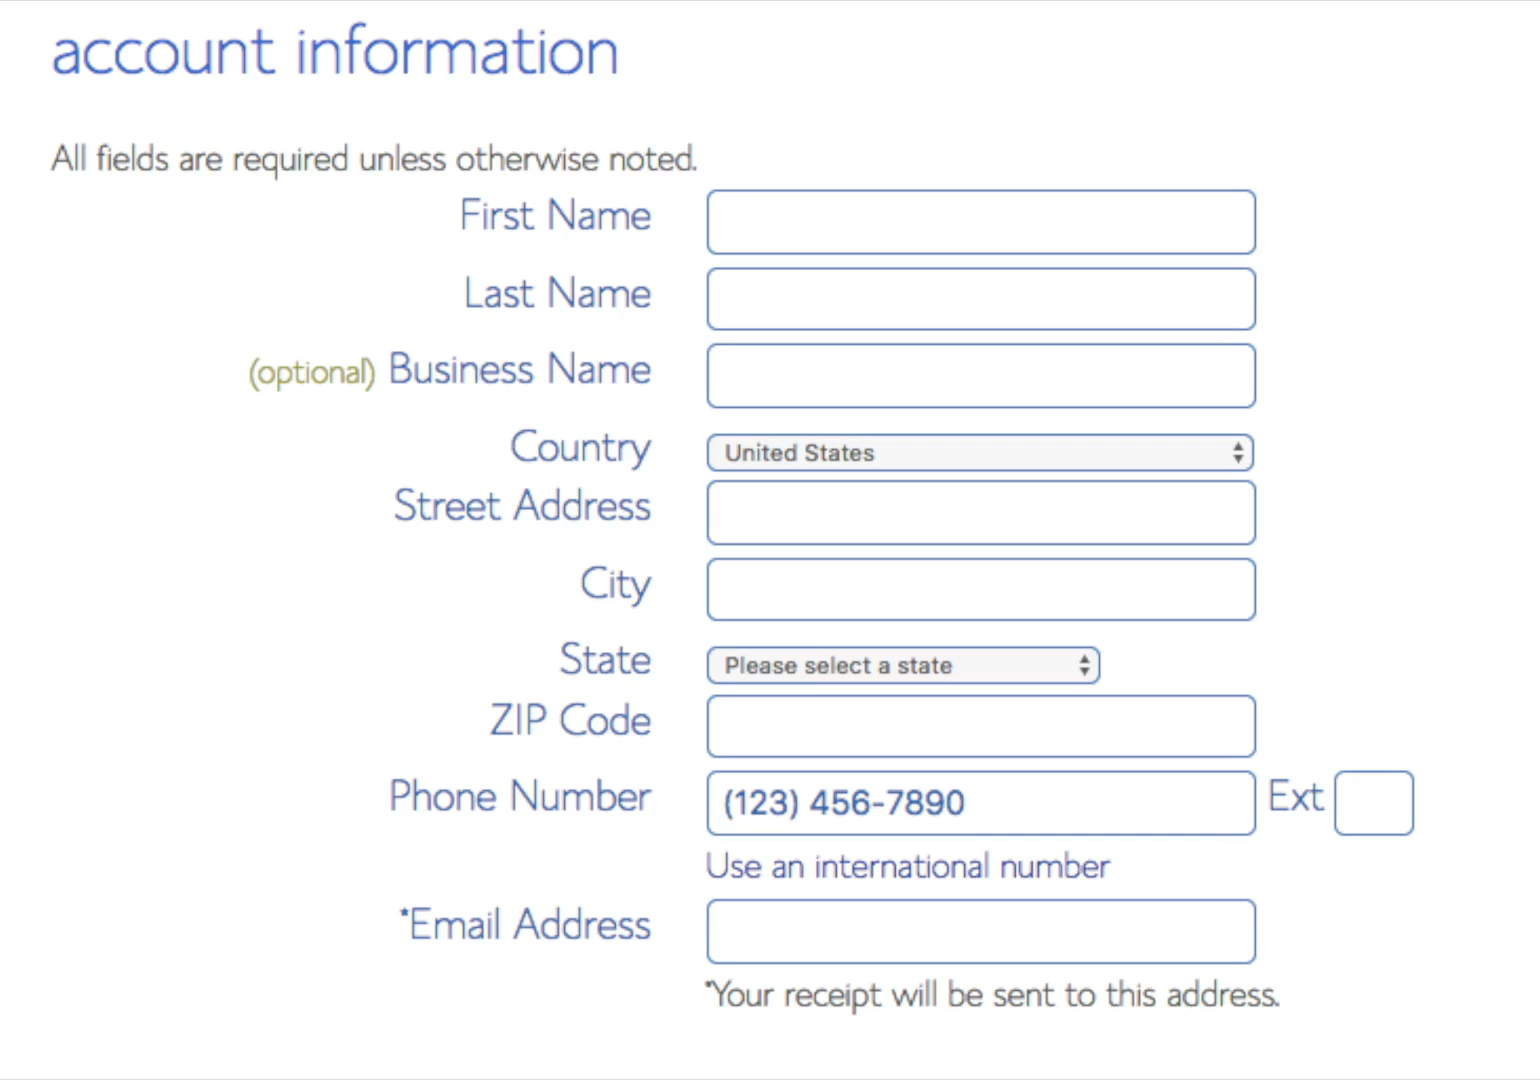 account information
All fields are required unless otherwise noted.
First Name
Last Name
(optional) Business Name
Country United States
Street Address
City
State Please select a state
ZIP Code
Phone Number (123) 456-7890 Ext
Use an international number
*Email Address
*Your receipt will be sent to this address.